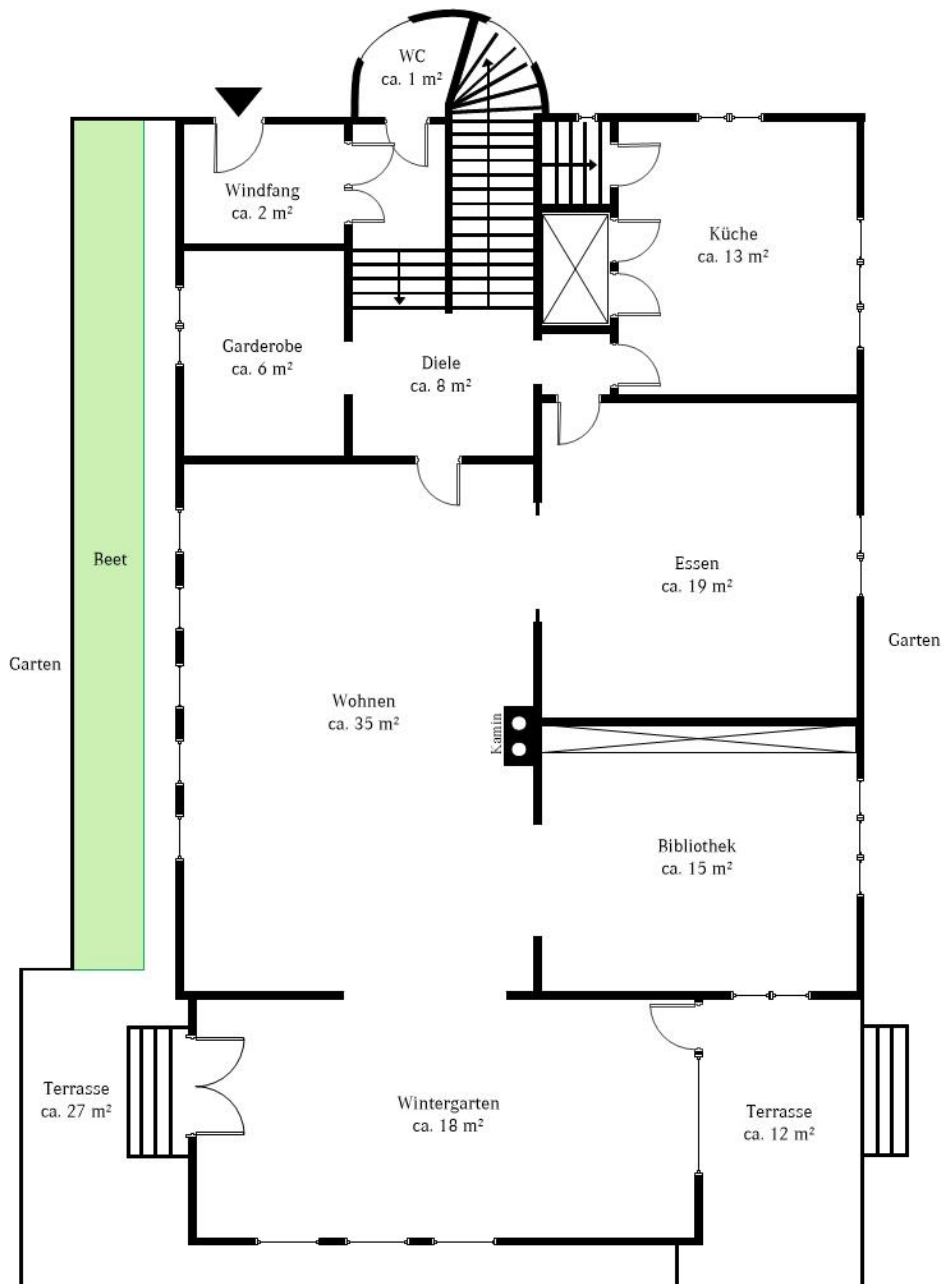 WC
ca. 1 m²
Windfang
ca. 2 m²
Küche
ca. 13 m²
Garderobe
ca. 6 m²
Diele
ca. 8 m²
Beet
Essen
ca. 19 m²
Garten
Garten
Wohnen
ca. 35 m²
Kamin
Bibliothek
ca. 15 m²
Terrasse
ca. 27 m²
Wintergarten
ca. 18 m²
Terrasse
ca. 12 m²